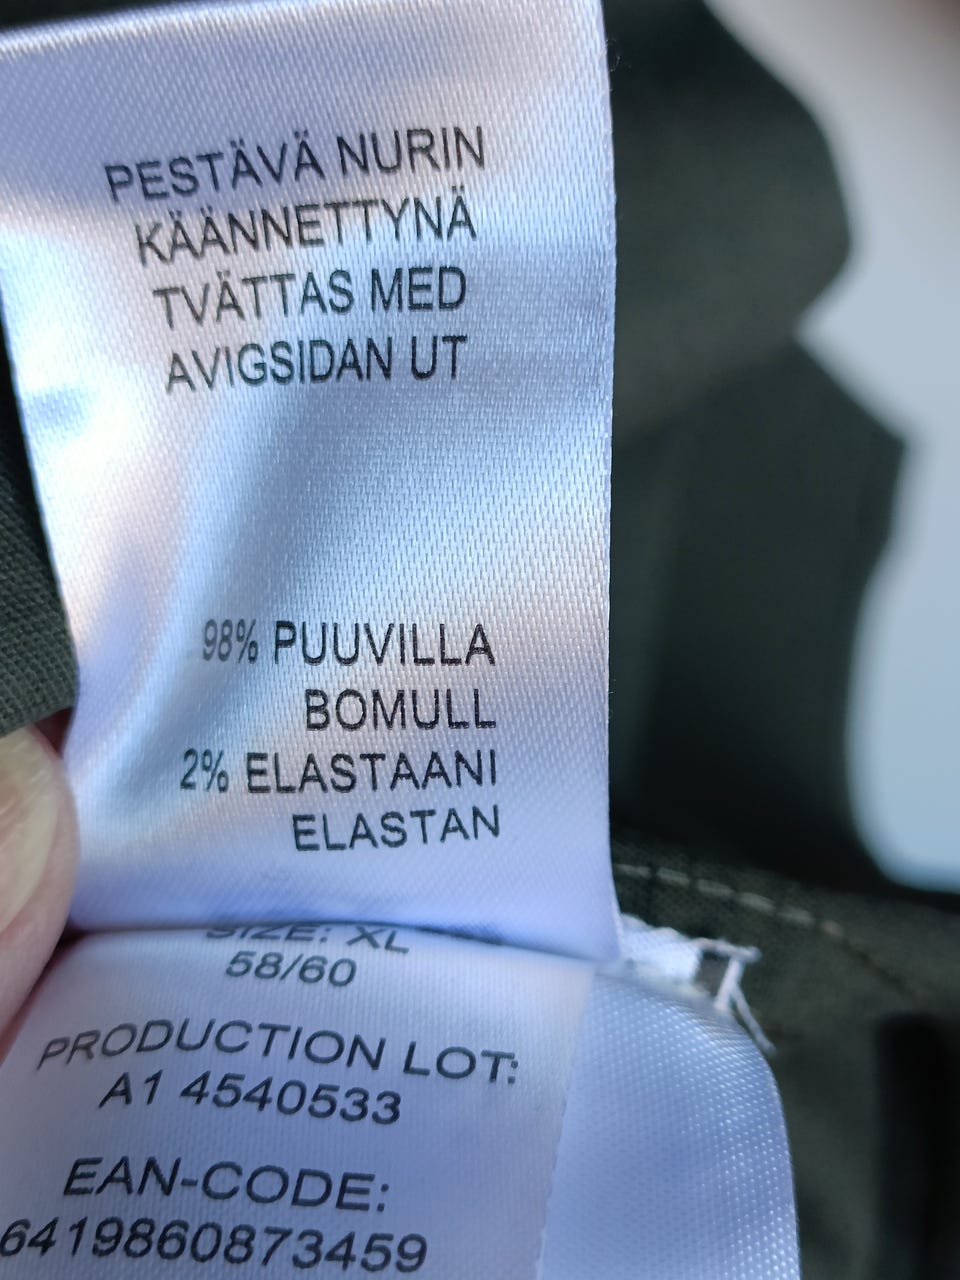 PESTÄVÄ NURIN
KÄÄNNETTYNÄ
TVÄTTAS MED
AVIGSIDAN UT
98% PUUVILLA
BOMULL
2% ELASTAANI
ELASTAN
SIZE: XL
58/60
PRODUCTION LOT:
A1 4540533
EAN-CODE:
6419860873459